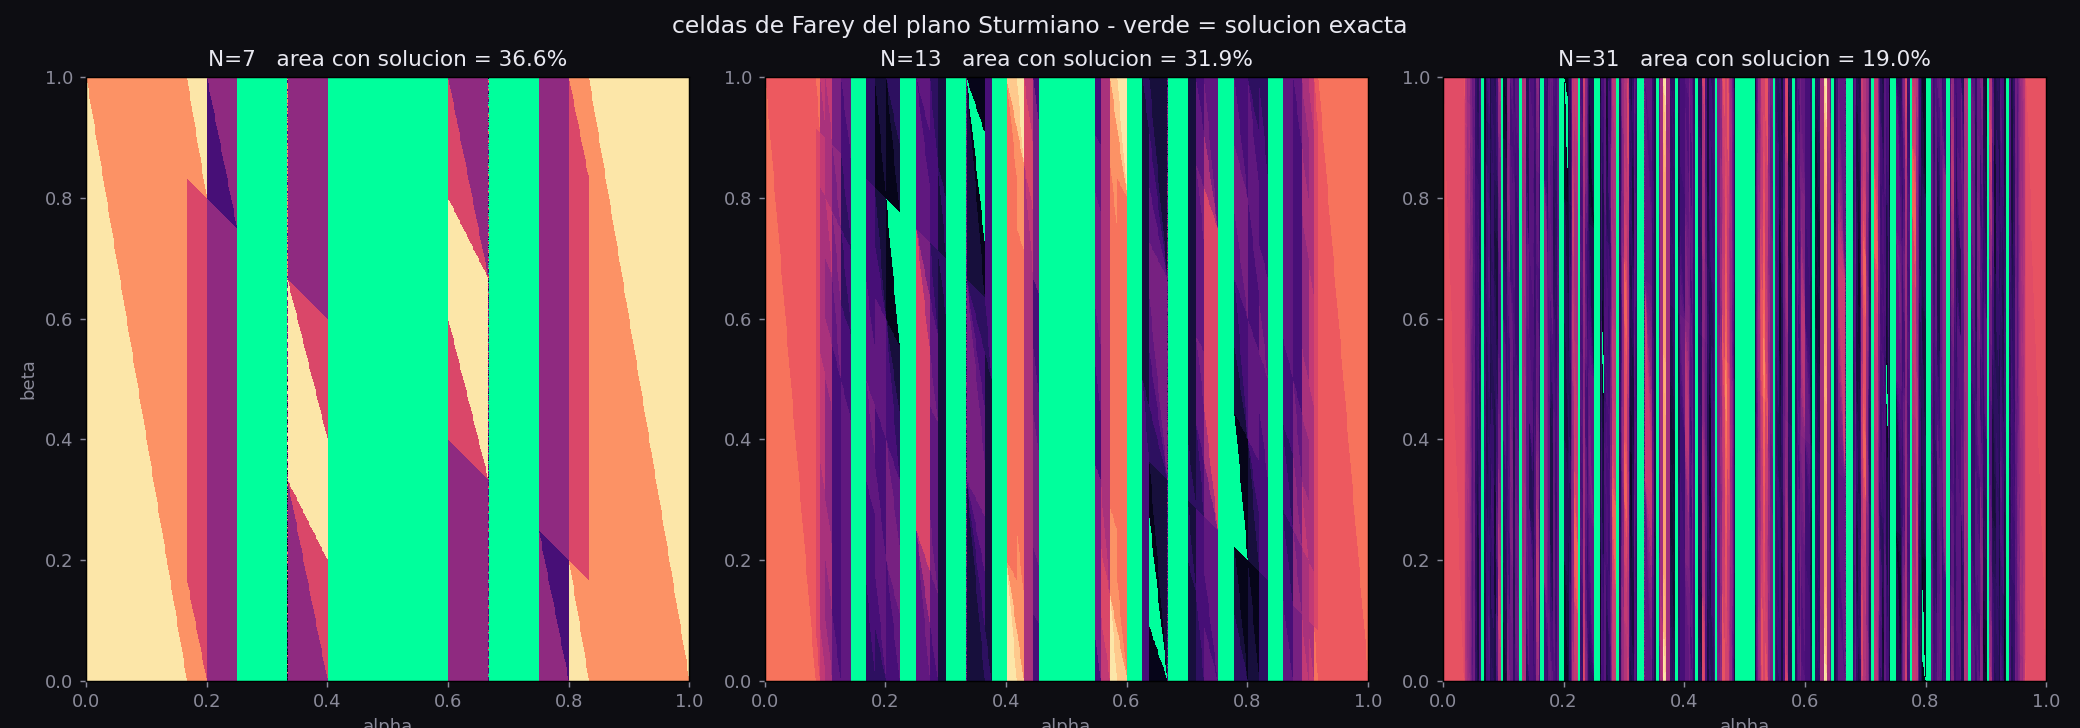 celdas de Farey del plano Sturmiano - verde = solucion exacta
N=7   area con solucion = 36.6%
N=13   area con solucion = 31.9%
N=31   area con solucion = 19.0%
1.0
0.8
0.6
0.4
0.2
0.0
beta
0.0 0.2 0.4 0.6 0.8 1.0
alpha
1.0
0.8
0.6
0.4
0.2
0.0
0.0 0.2 0.4 0.6 0.8 1.0
alpha
1.0
0.8
0.6
0.4
0.2
0.0
0.0 0.2 0.4 0.6 0.8 1.0
alpha